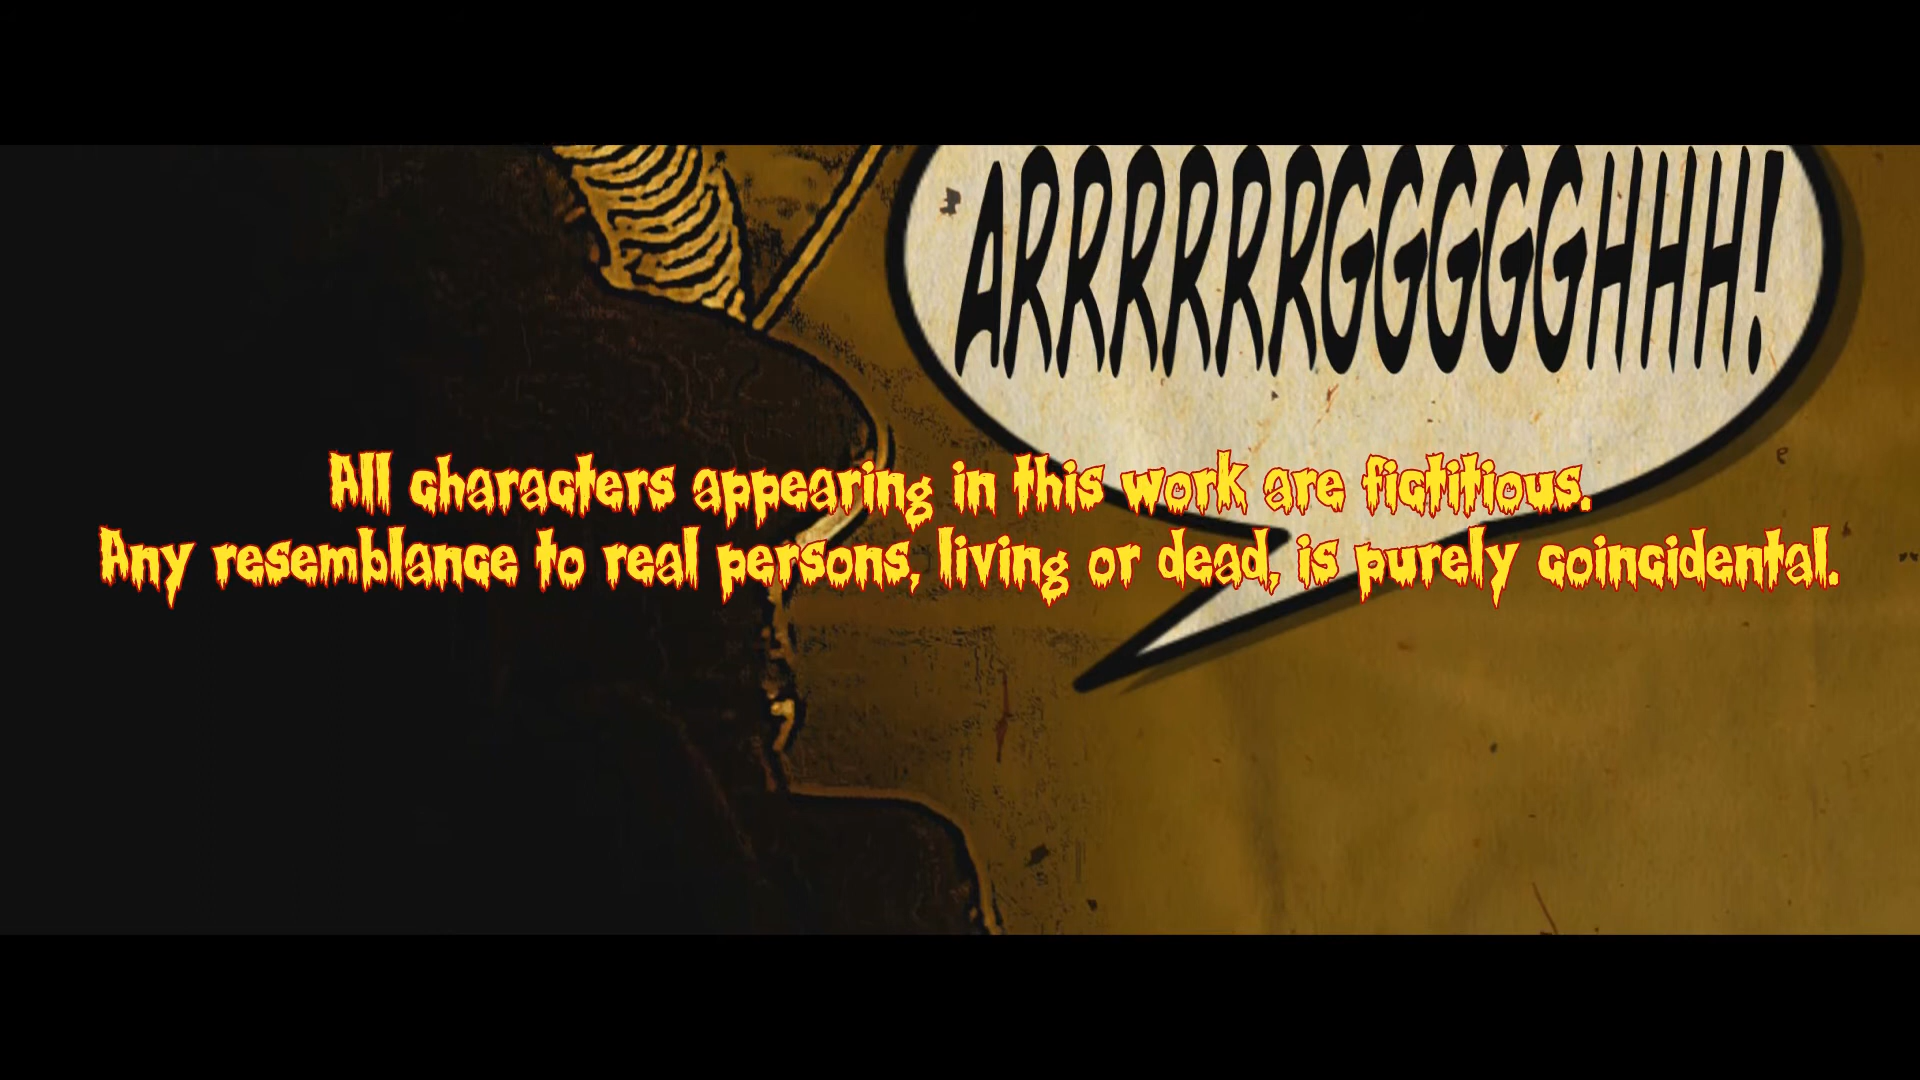 ARRRRRRGGGGGHHH!
All characters appearing in this work are fictitious.
Any resemblance to real persons, living or dead, is purely coincidental.